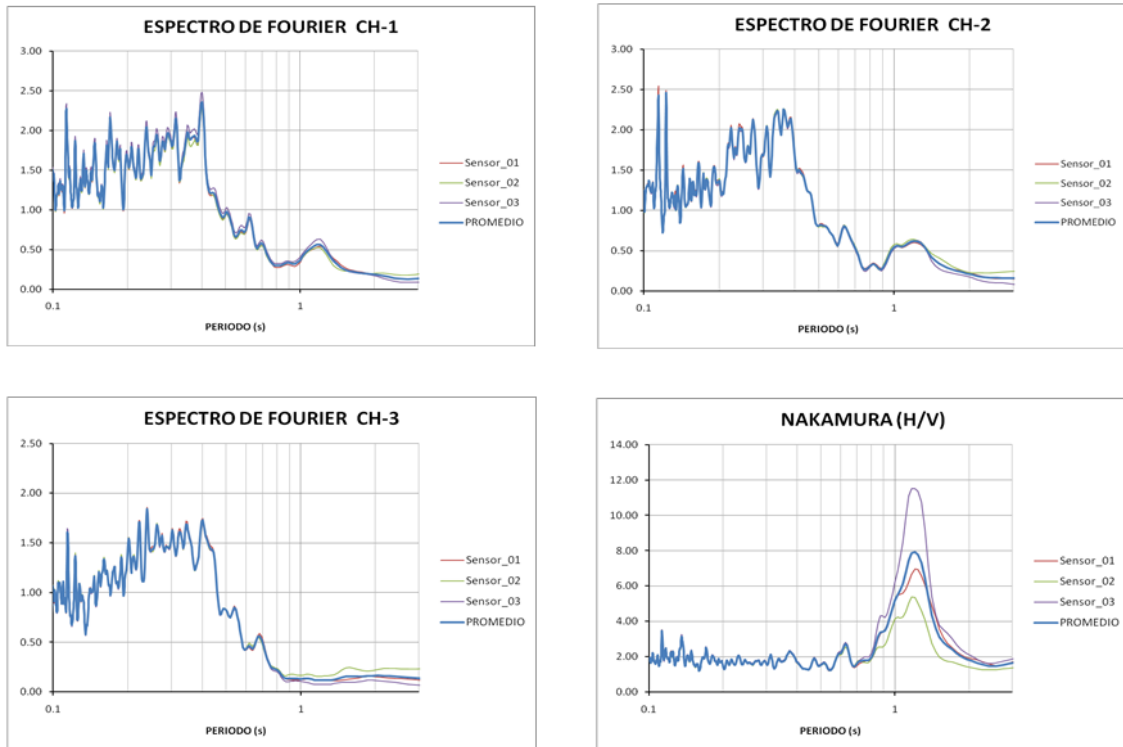 ESPECTRO DE FOURIER CH-1
3.00
2.50
2.00
1.50
1.00
0.50
0.00
0.1
1
PERIODO (s)
Sensor_01
Sensor_02
Sensor_03
PROMEDIO
ESPECTRO DE FOURIER CH-2
3.00
2.50
2.00
1.50
1.00
0.50
0.00
0.1
1
PERIODO (s)
Sensor_01
Sensor_02
Sensor_03
PROMEDIO
ESPECTRO DE FOURIER CH-3
2.50
2.00
1.50
1.00
0.50
0.00
0.1
1
PERIODO (s)
Sensor_01
Sensor_02
Sensor_03
PROMEDIO
NAKAMURA (H/V)
14.00
12.00
10.00
8.00
6.00
4.00
2.00
0.00
0.1
1
PERIODO (s)
Sensor_01
Sensor_02
Sensor_03
PROMEDIO